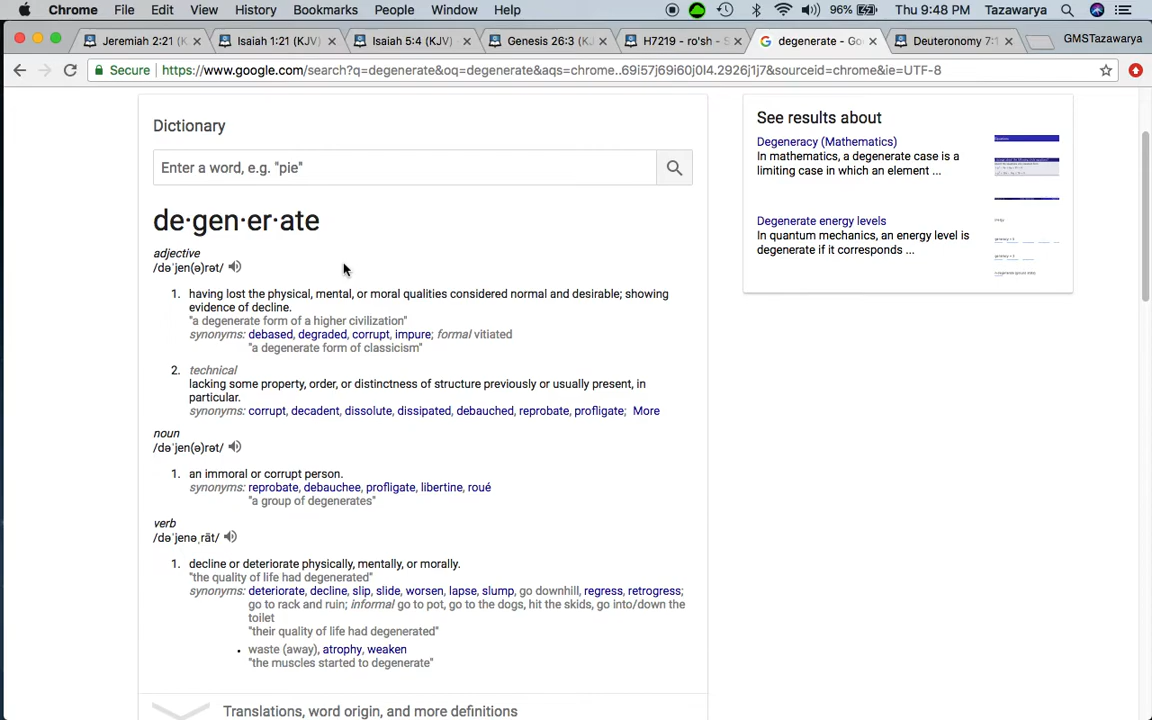 Chrome File Edit View History Bookmarks People Window Help 96% Thu 9:48 PM Tazawarya
Jeremiah 2:21 (K Isaiah 1:21 (KJV) Isaiah 5:4 (KJV) Genesis 26:3 (KJ H7219 - ro'sh - S degenerate - Goo Deuteronomy 7:1 GMSTazawarya
Secure https://www.google.com/search?q=degenerate&oq=degenerate&aqs=chrome..69i57j69i60j0l4.2926j1j7&sourceid=chrome&ie=UTF-8
Dictionary
Enter a word, e.g. "pie"
de·gen·er·ate
adjective
/dəˈjen(ə)rət/
1. having lost the physical, mental, or moral qualities considered normal and desirable; showing
evidence of decline.
"a degenerate form of a higher civilization"
synonyms: debased, degraded, corrupt, impure; formal vitiated
"a degenerate form of classicism"
2. technical
lacking some property, order, or distinctness of structure previously or usually present, in
particular.
synonyms: corrupt, decadent, dissolute, dissipated, debauched, reprobate, profligate; More
noun
/dəˈjen(ə)rət/
1. an immoral or corrupt person.
synonyms: reprobate, debauchee, profligate, libertine, roué
"a group of degenerates"
verb
/dəˈjenəˌrāt/
1. decline or deteriorate physically, mentally, or morally.
"the quality of life had degenerated"
synonyms: deteriorate, decline, slip, slide, worsen, lapse, slump, go downhill, regress, retrogress;
go to rack and ruin; informal go to pot, go to the dogs, hit the skids, go into/down the
toilet
"their quality of life had degenerated"
• waste (away), atrophy, weaken
"the muscles started to degenerate"
Translations, word origin, and more definitions
See results about
Degeneracy (Mathematics)
In mathematics, a degenerate case is a
limiting case in which an element ...
Degenerate energy levels
In quantum mechanics, an energy level is
degenerate if it corresponds ...